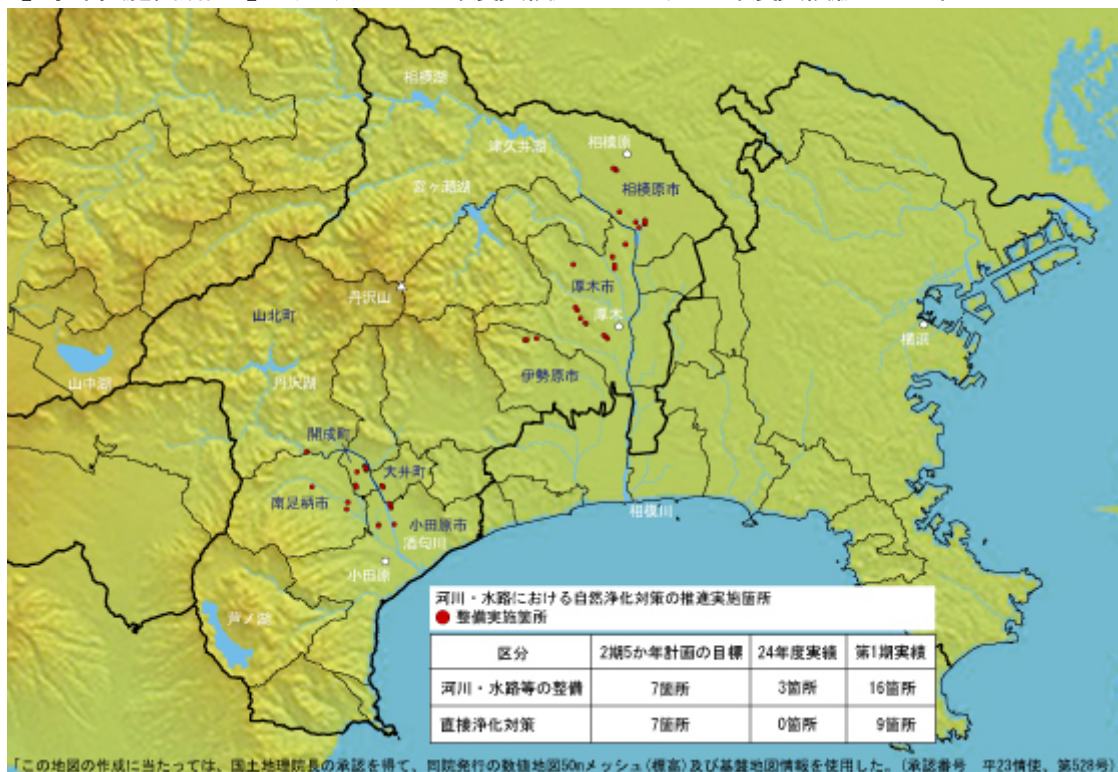 相模湖
津久井湖
相模原
宮ヶ瀬湖
相模原市
厚木市
丹沢山
山北町
厚木
横浜
山中湖
丹沢湖
伊勢原市
開成町
大井町
南足柄市
小田原市
相模川
酒匂川
小田原
芦ノ湖
河川・水路における自然浄化対策の推進実施箇所
整備実施箇所
区分 2期5か年計画の目標 24年度実績 第1期実績
河川・水路等の整備 7箇所 3箇所 16箇所
直接浄化対策 7箇所 0箇所 9箇所
「この地図の作成に当たっては、国土地理院長の承認を得て、同院発行の数値地図50mメッシュ(標高)及び基盤地図情報を使用した。(承認番号 平23情使、第528号)